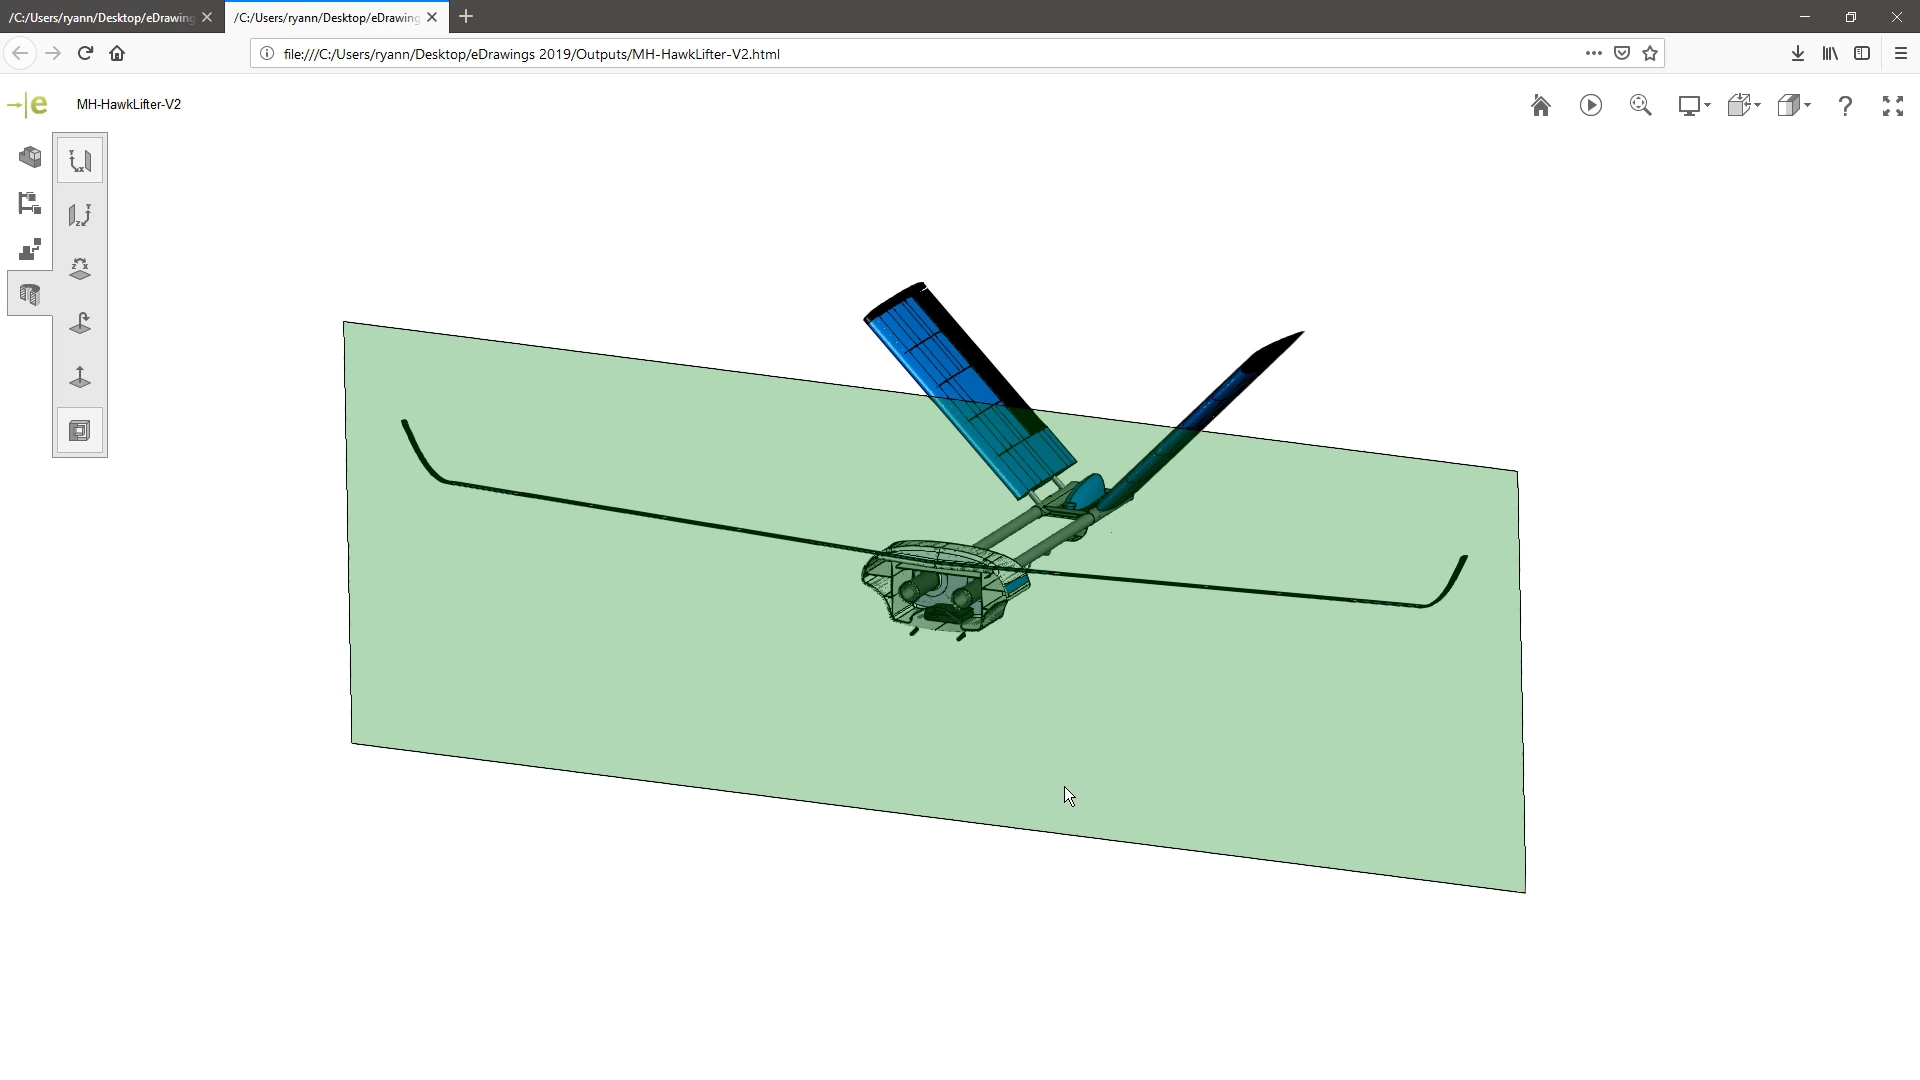 /C:/Users/ryann/Desktop/eDrawing
/C:/Users/ryann/Desktop/eDrawing
file:///C:/Users/ryann/Desktop/eDrawings 2019/Outputs/MH-HawkLifter-V2.html
e
MH-HawkLifter-V2
?
Y
X
Y
Z
Z X